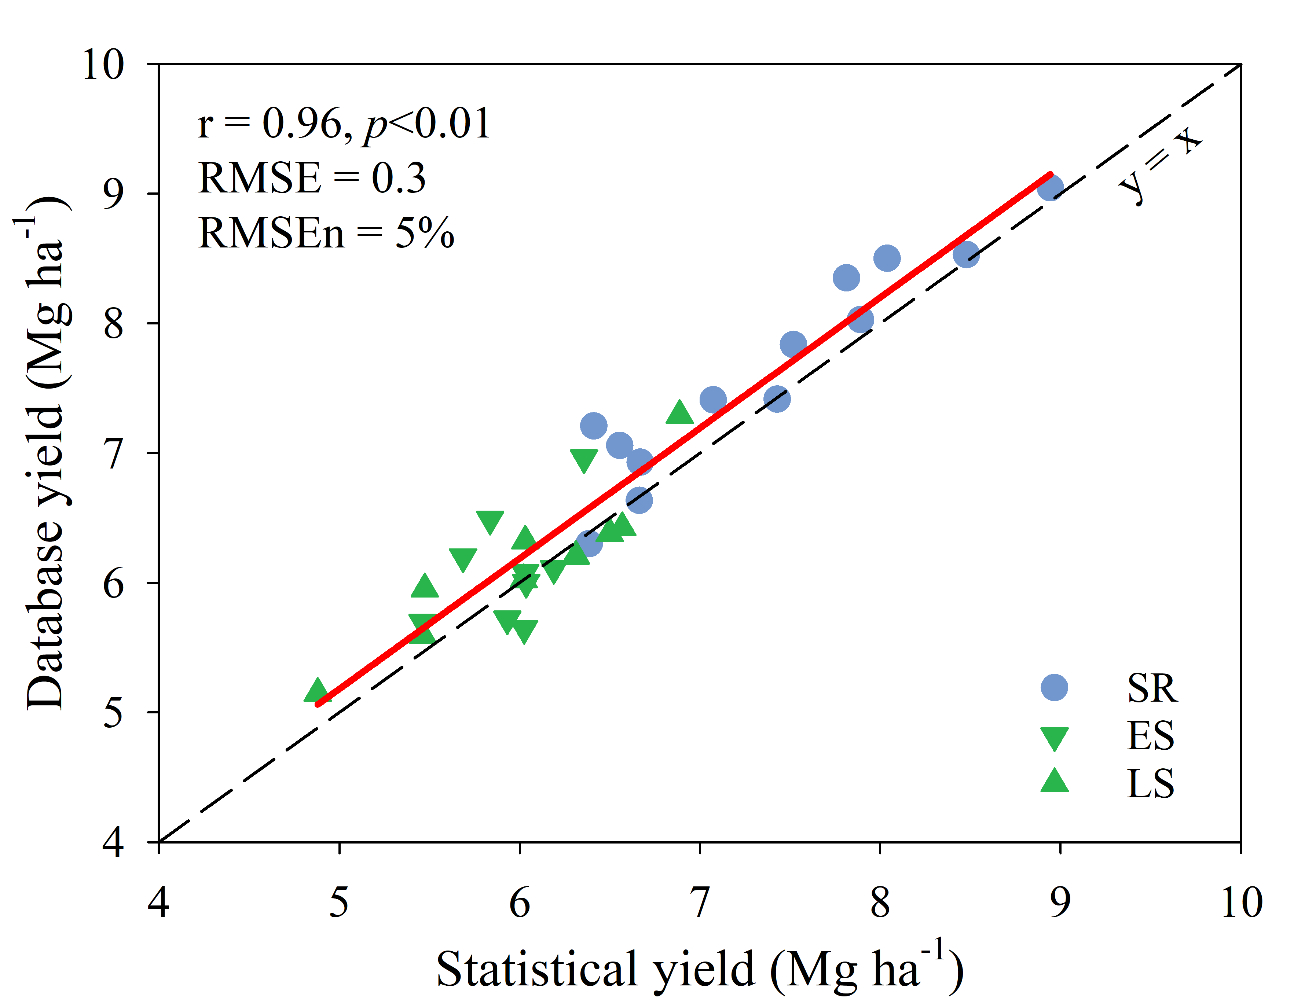 10
9
8
7
6
5
4
r = 0.96, p<0.01
RMSE = 0.3
RMSEn = 5%
y = x
SR
ES
LS
4 5 6 7 8 9 10
Statistical yield (Mg ha⁻¹)
Database yield (Mg ha⁻¹)